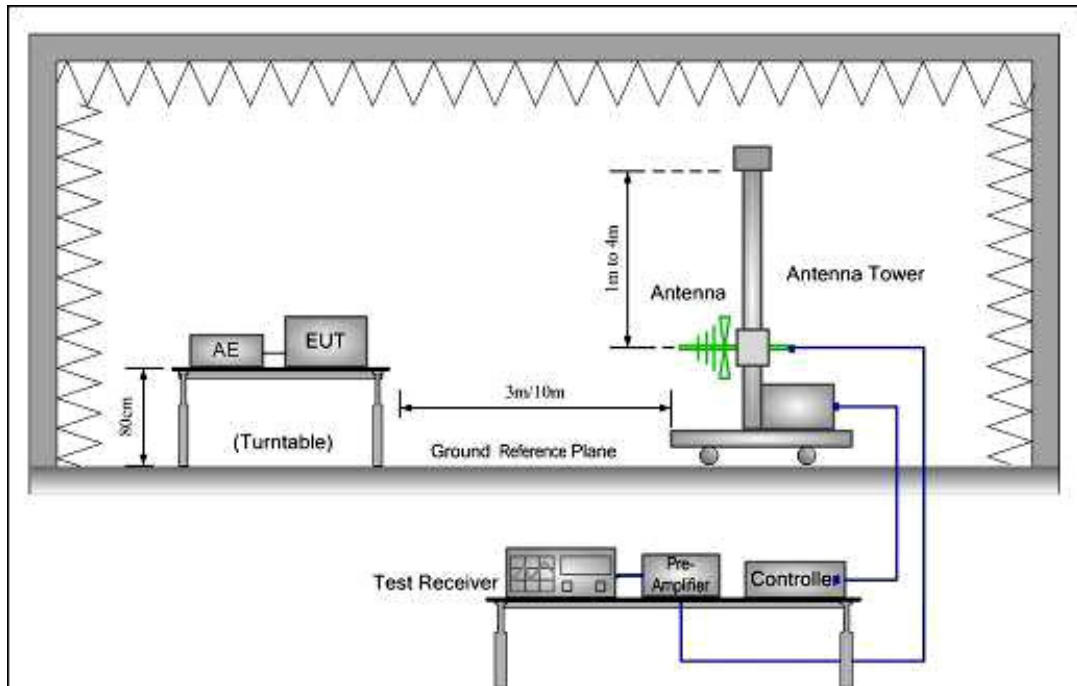 1m to 4m
Antenna Tower
Antenna
AE
EUT
3m/10m
80cm
(Turntable)
Ground Reference Plane
Test Receiver
Pre-
Amplifier
Controller